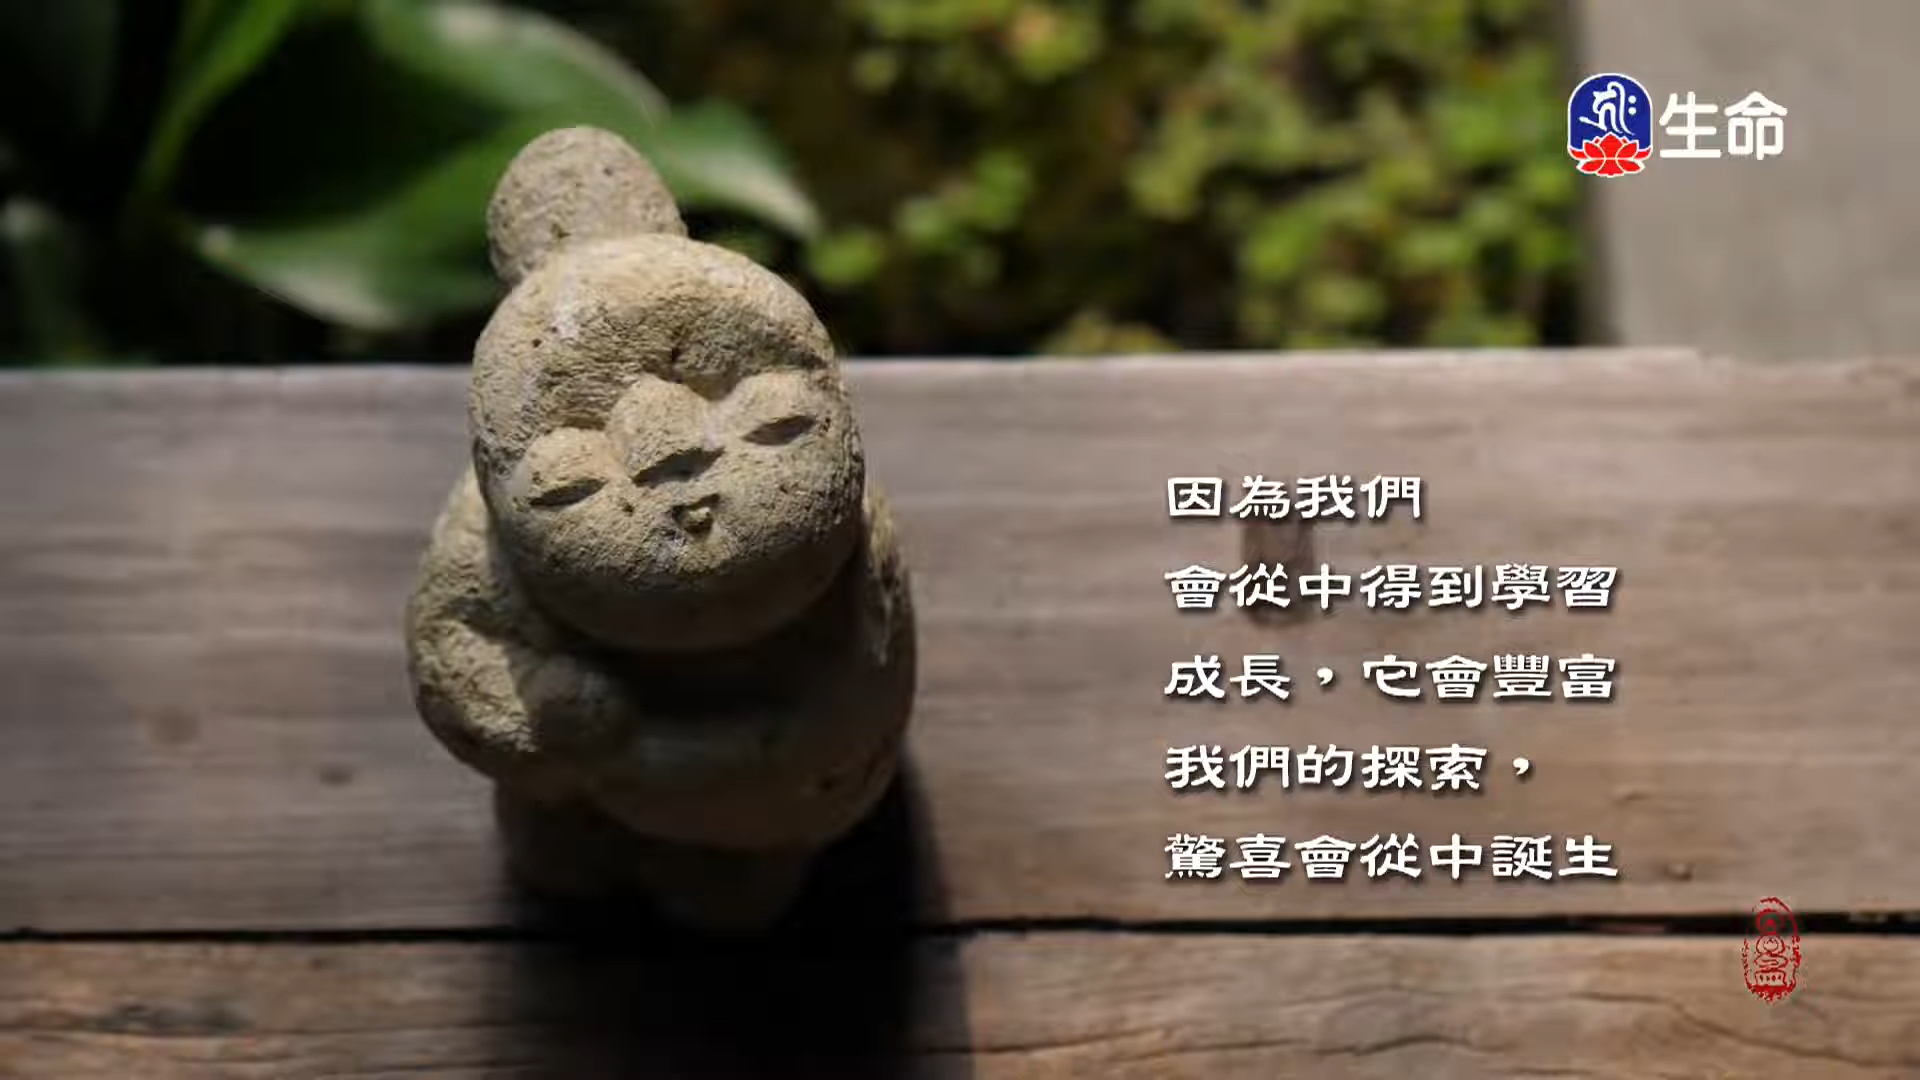 生命
因為我們
會從中得到學習
成長，它會豐富
我們的探索，
驚喜會從中誕生